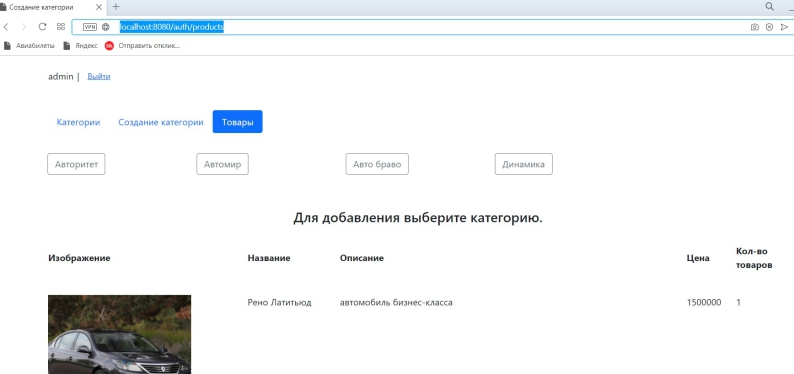 Создание категории
VPN
localhost:8080/auth/products
Авиабилеты Яндекс hh Отправить отклик...
admin | Выйти
Категории Создание категории Товары
Авторитет Автомир Авто браво Динамика
Для добавления выберите категорию.
Изображение Название Описание Цена Кол-во товаров
Рено Латитьюд автомобиль бизнес-класса 1500000 1